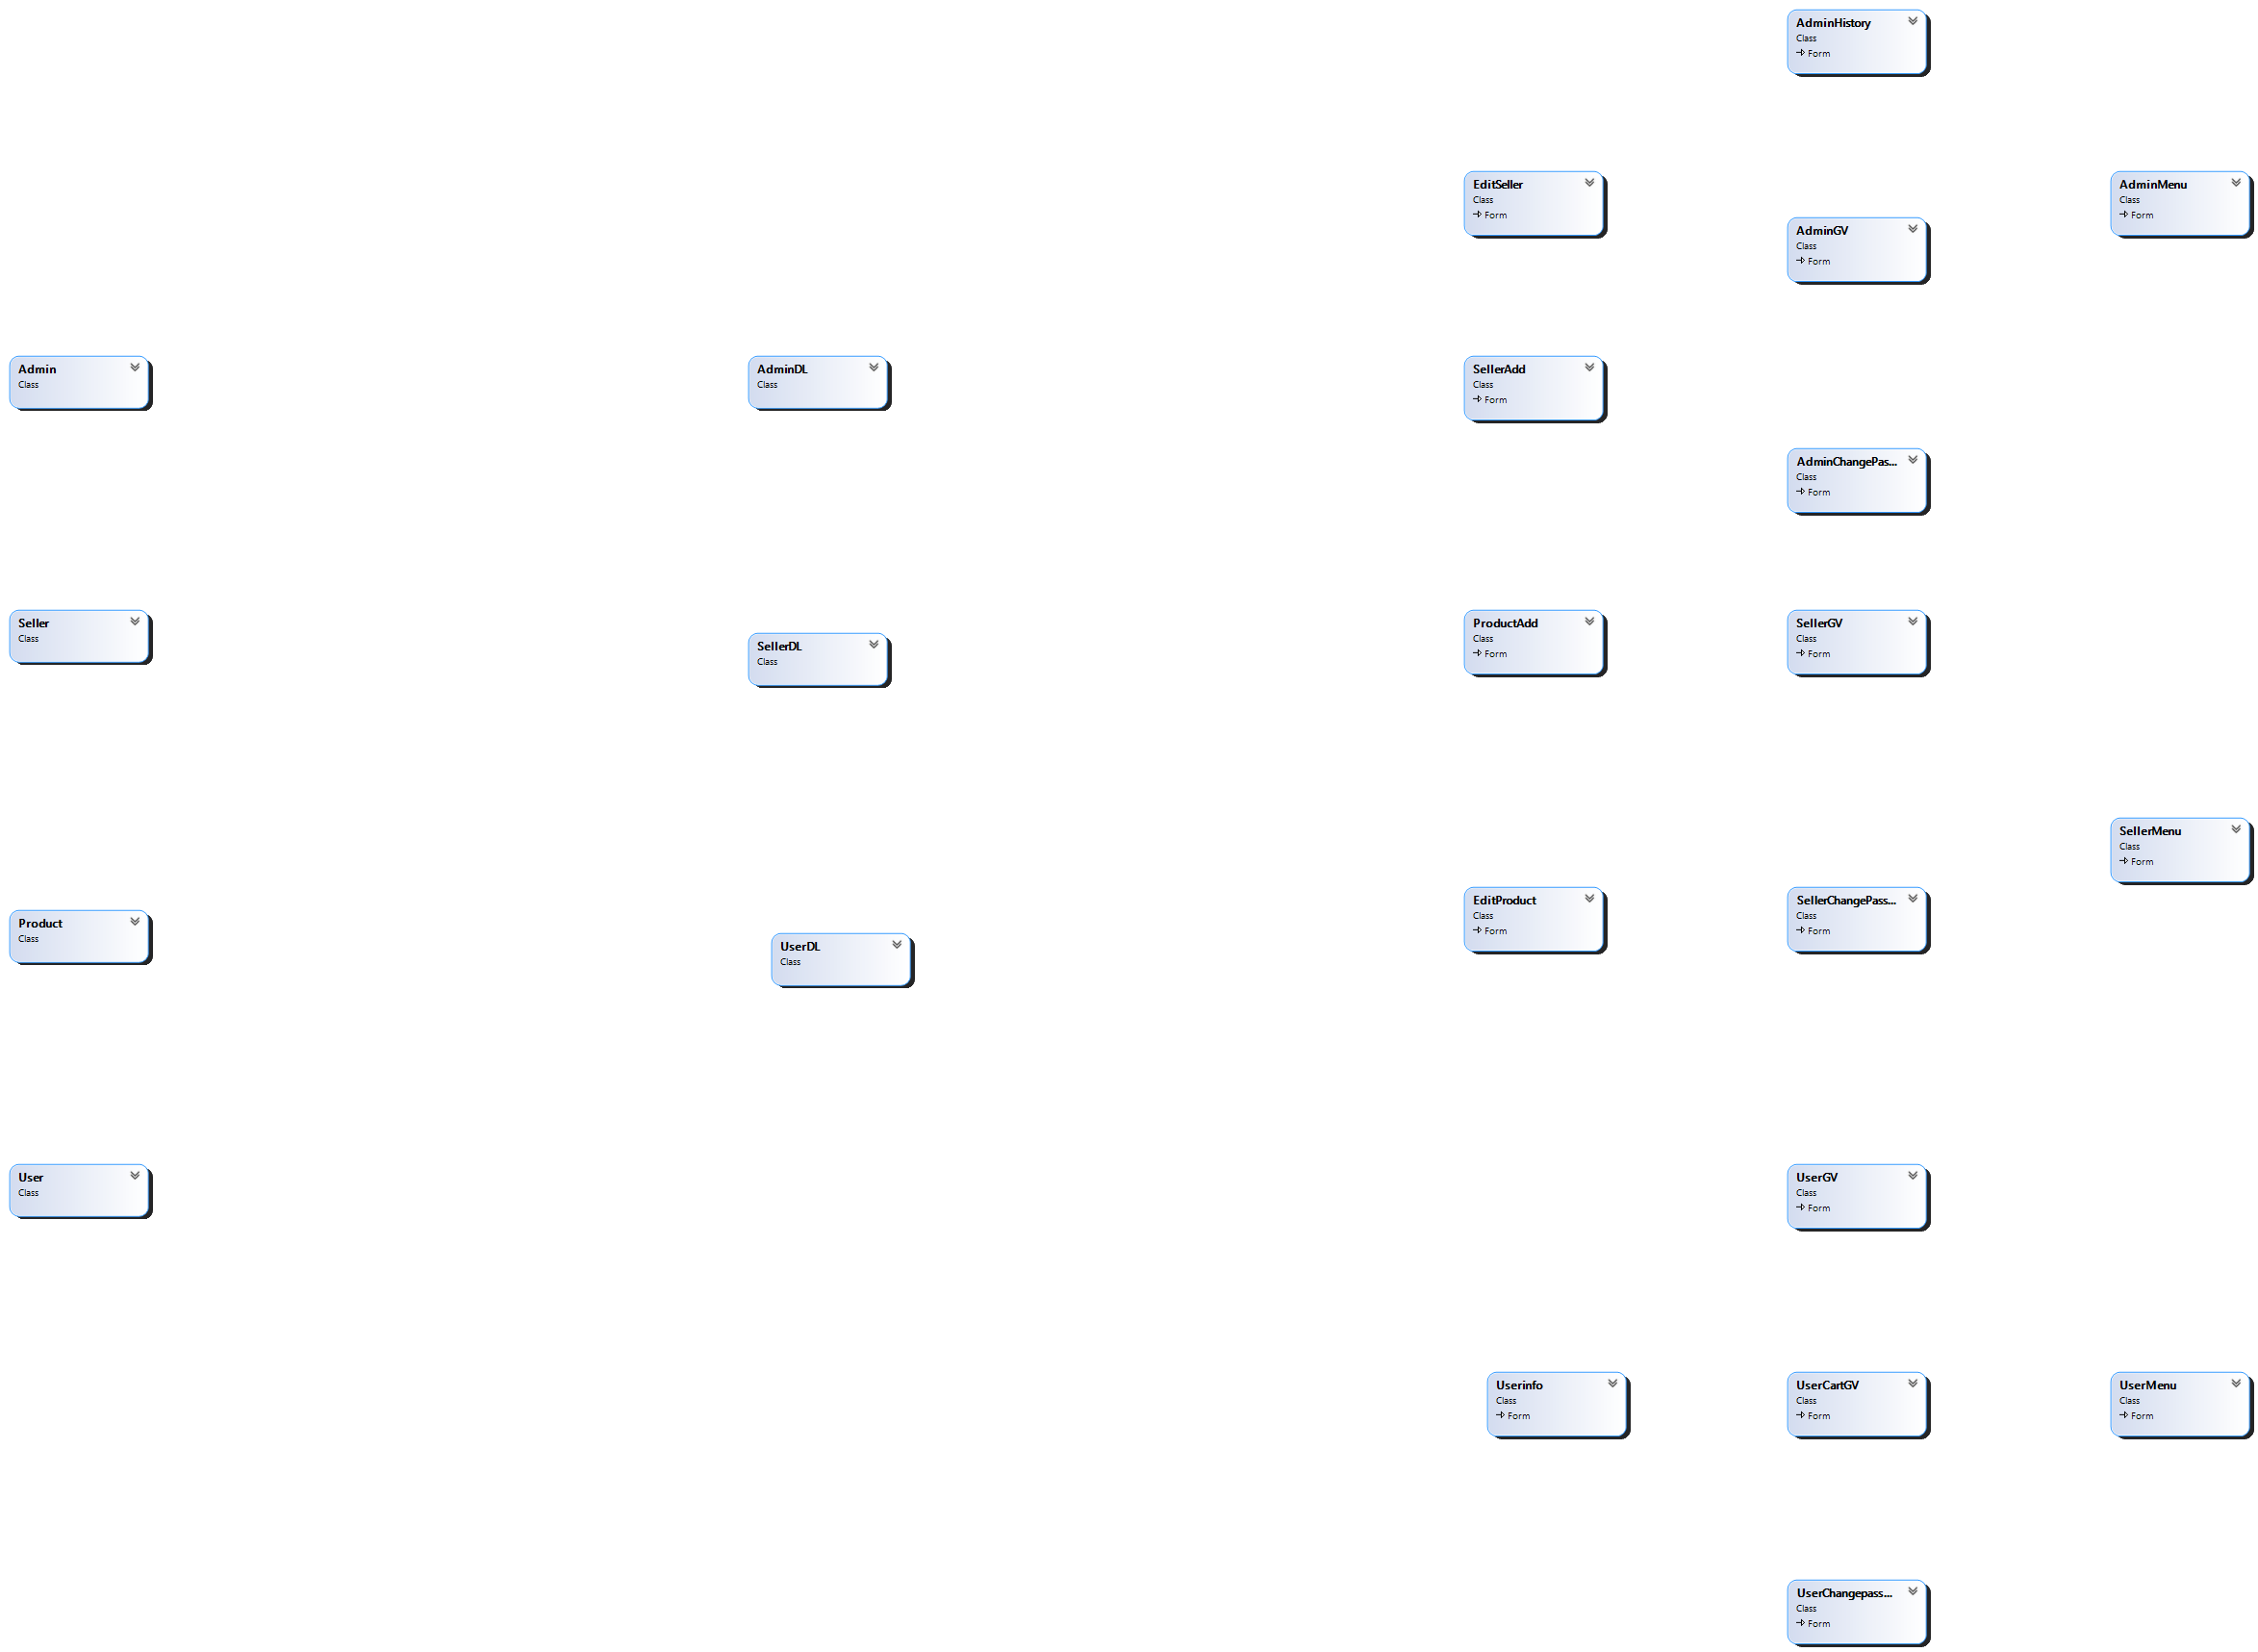 AdminHistory
Class
Form
EditSeller
Class
Form
AdminMenu
Class
Form
AdminGV
Class
Form
Admin
Class
AdminDL
Class
SellerAdd
Class
Form
AdminChangePas...
Class
Form
Seller
Class
SellerDL
Class
ProductAdd
Class
Form
SellerGV
Class
Form
SellerMenu
Class
Form
EditProduct
Class
Form
SellerChangePass...
Class
Form
Product
Class
UserDL
Class
User
Class
UserGV
Class
Form
Userinfo
Class
Form
UserCartGV
Class
Form
UserMenu
Class
Form
UserChangepass...
Class
Form